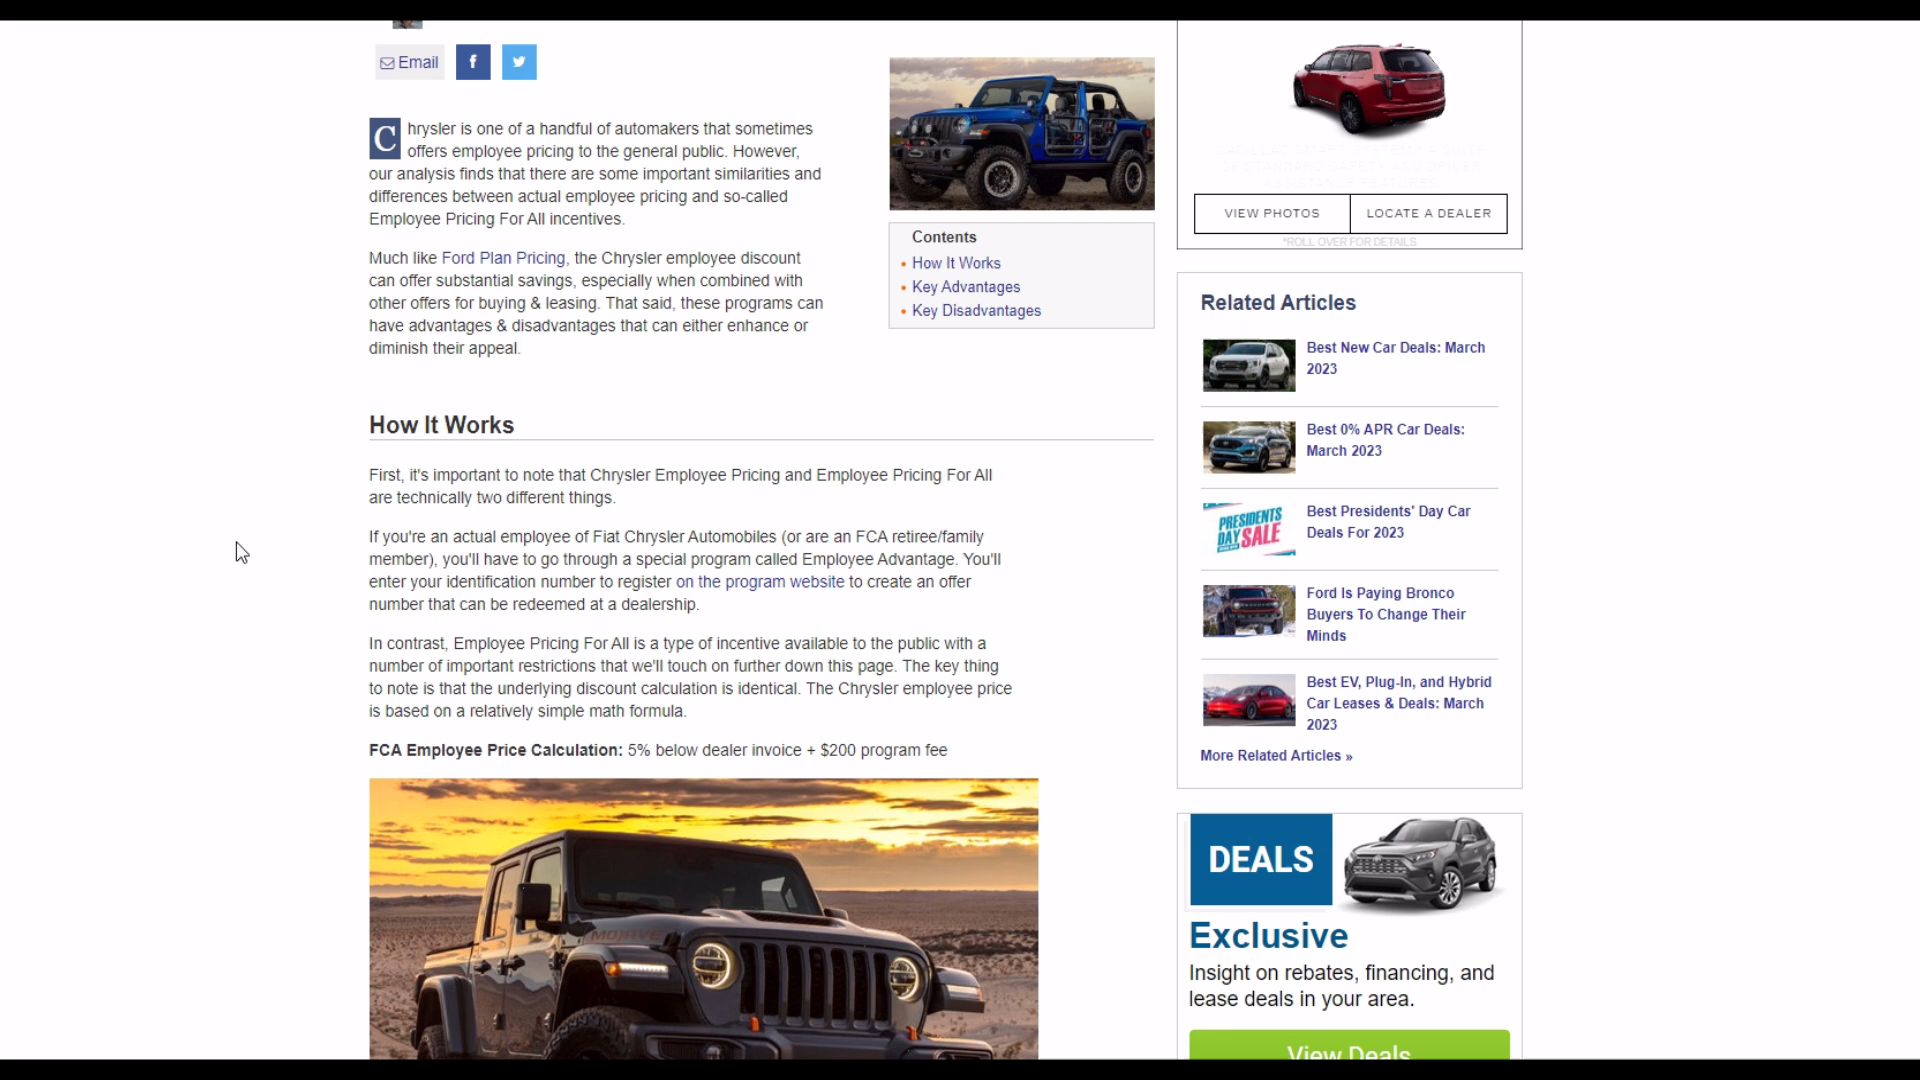 Email
Chrysler is one of a handful of automakers that sometimes
offers employee pricing to the general public. However,
our analysis finds that there are some important similarities and
differences between actual employee pricing and so-called
Employee Pricing For All incentives.
Much like Ford Plan Pricing, the Chrysler employee discount
can offer substantial savings, especially when combined with
other offers for buying & leasing. That said, these programs can
have advantages & disadvantages that can either enhance or
diminish their appeal.
Contents
• How It Works
• Key Advantages
• Key Disadvantages
How It Works
First, it's important to note that Chrysler Employee Pricing and Employee Pricing For All
are technically two different things.
If you're an actual employee of Fiat Chrysler Automobiles (or are an FCA retiree/family
member), you'll have to go through a special program called Employee Advantage. You'll
enter your identification number to register on the program website to create an offer
number that can be redeemed at a dealership.
In contrast, Employee Pricing For All is a type of incentive available to the public with a
number of important restrictions that we'll touch on further down this page. The key thing
to note is that the underlying discount calculation is identical. The Chrysler employee price
is based on a relatively simple math formula.
FCA Employee Price Calculation: 5% below dealer invoice + $200 program fee
MOJAVE
VIEW PHOTOS
LOCATE A DEALER
*ROLL OVER FOR DETAILS
Related Articles
Best New Car Deals: March
2023
Best 0% APR Car Deals:
March 2023
PRESIDENTS
DAY SALE
Best Presidents' Day Car
Deals For 2023
Ford Is Paying Bronco
Buyers To Change Their
Minds
Best EV, Plug-In, and Hybrid
Car Leases & Deals: March
2023
More Related Articles »
DEALS
Exclusive
Insight on rebates, financing, and
lease deals in your area.
View Deals